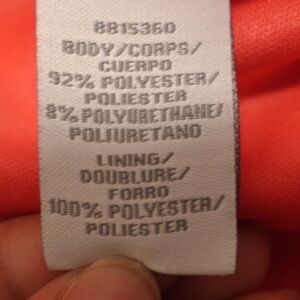 8815360
BODY/CORPS/
CUERPO
92% POLYESTER/
POLIESTER
8% POLYURETHANE/
POLIURETANO
LINING/
DOUBLURE/
FORRO
100% POLYESTER/
POLIESTER